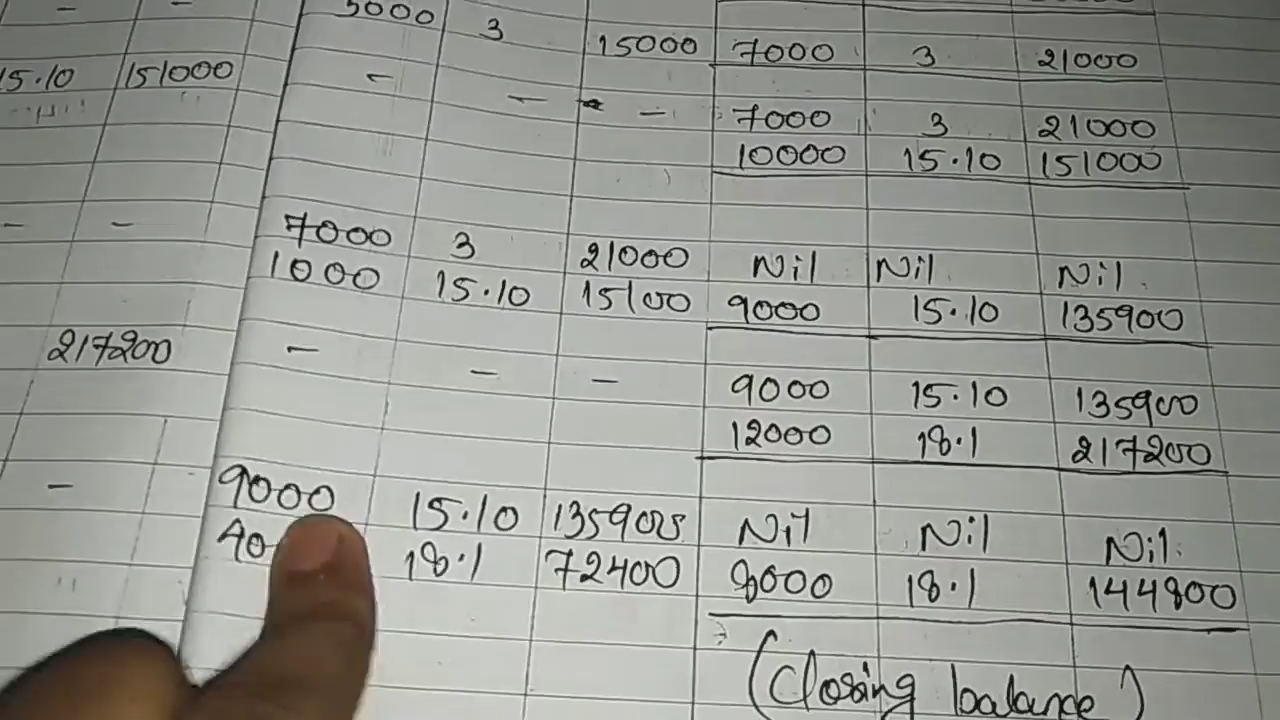 5000 3 15000 7000 3 21000
15.10 151000 - - - -
7000 3 21000
10000 15.10 151000
- - 7000 3 21000 Nil Nil Nil.
1000 15.10 15100 9000 15.10 135900
217200 - - - 9000 15.10 135900
12000 18.1 217200
- 9000 15.10 135900 Nil Nil Nil.
18.1 72400 8000 18.1 144800
(Closing balance)